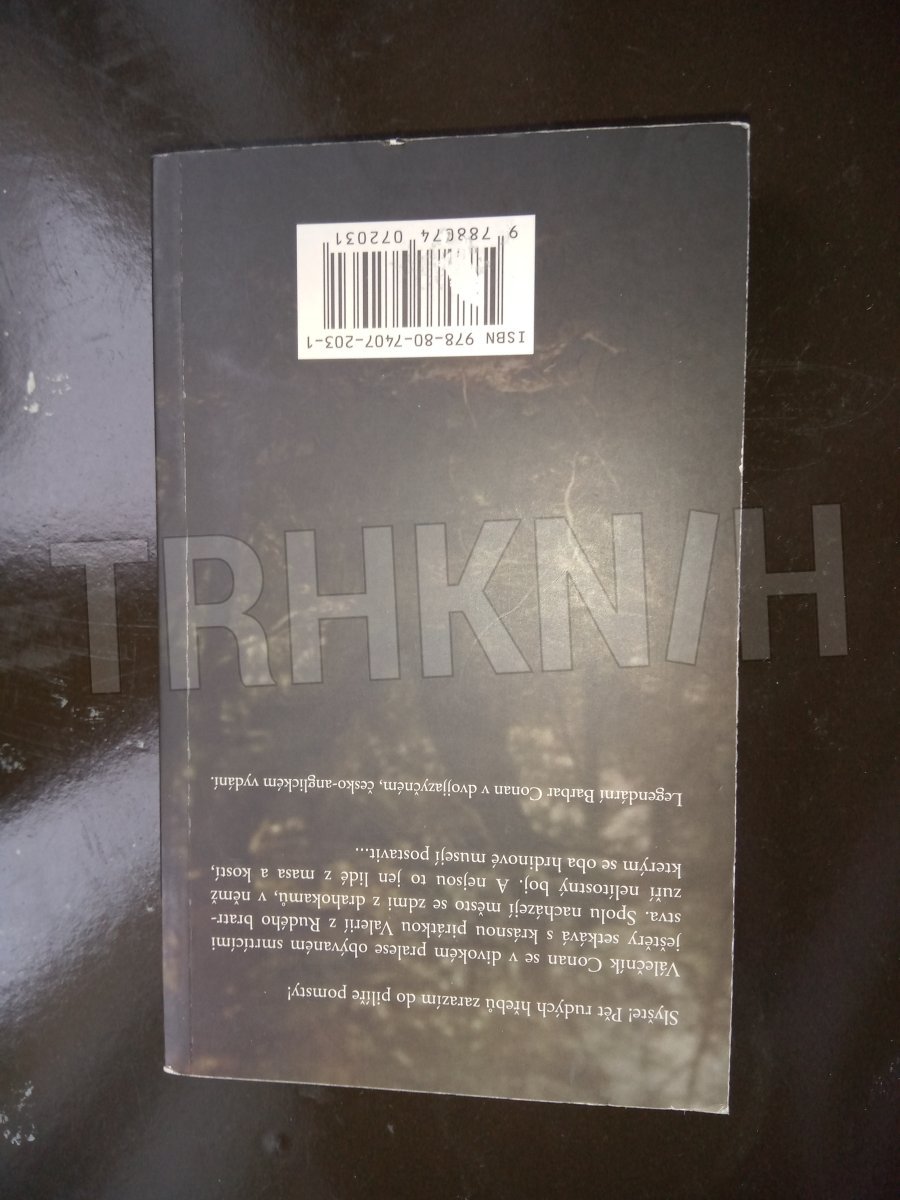 Slyšte! Pět rudých hřebů zarazím do pilíře pomsty!
Válečník Conan se v divokém pralese obývaném smrtícími
ještěry setkává s krásnou pirátkou Valerií z Rudého bratr-
stva. Spolu nacházejí město se zdmi z drahokamů, v němž
zuří nelítostný boj. A nejsou to jen lidé z masa a kostí,
kterým se oba hrdinové musejí postavit...
Legendární Barbar Conan v dvojjazyčném, česko-anglickém vydání.
TRHKNIH
ISBN 978-80-7407-203-1
9 788074 072031